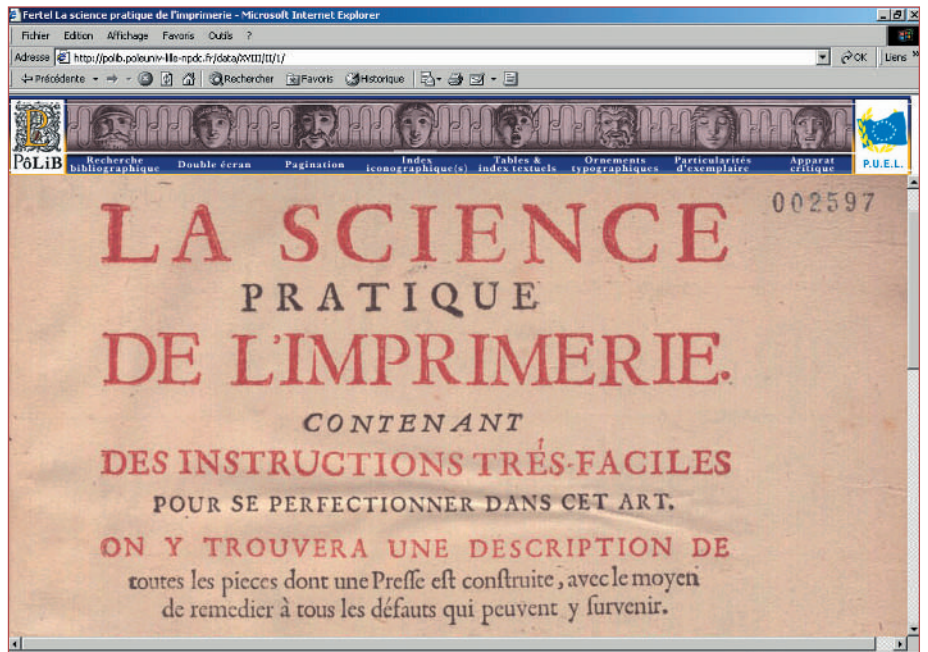 Fertel La science pratique de l'imprimerie - Microsoft Internet Explorer
Fichier Edition Affichage Favoris Outils ?
Adresse http://polib.poleuniv-lille-npdc.fr/data/XVIII/II/1/ OK Liens
Précédente Rechercher Favoris Historique
PôLiB
Recherche bibliographique
Double écran
Pagination
Index iconographique(s)
Tables & index textuels
Ornements typographiques
Particularités d'exemplaire
Apparat critique
P.U.E.L.
002597
LA SCIENCE
PRATIQUE
DE L'IMPRIMERIE.
CONTENANT
DES INSTRUCTIONS TRÉS-FACILES
POUR SE PERFECTIONNER DANS CET ART.
ON Y TROUVERA UNE DESCRIPTION DE
toutes les pieces dont une Preſſe eſt conſtruite, avec le moyen
de remedier à tous les défauts qui peuvent y ſurvenir.